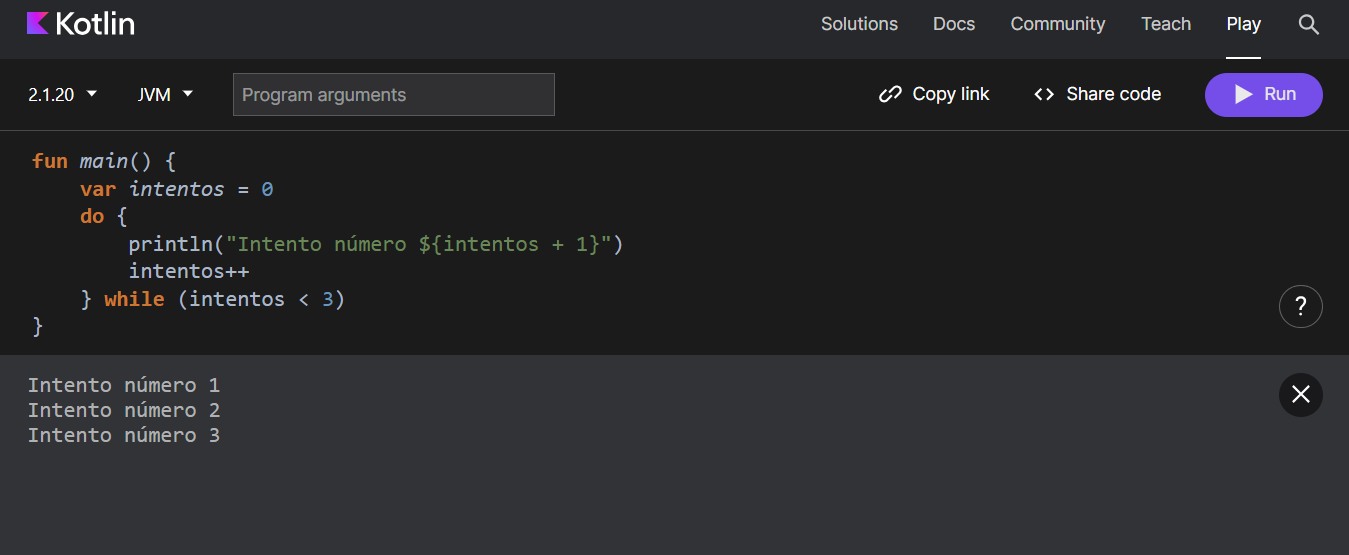 Kotlin
Solutions Docs Community Teach Play
2.1.20 JVM Program arguments Copy link Share code Run
fun main() {
    var intentos = 0
    do {
        println("Intento número ${intentos + 1}")
        intentos++
    } while (intentos < 3)
}
?
Intento número 1
Intento número 2
Intento número 3